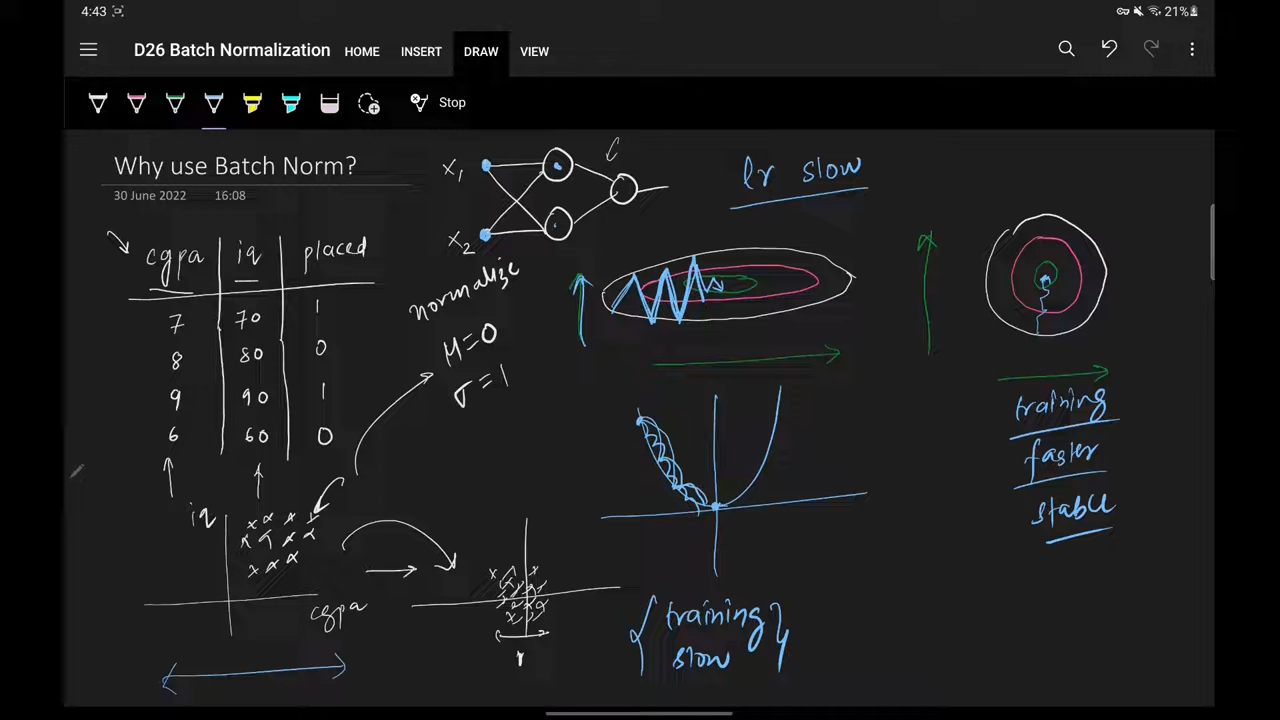 4:43
21%
D26 Batch Normalization HOME INSERT DRAW VIEW
Stop
Why use Batch Norm?
30 June 2022 16:08
cgpa iq placed
7 70 1
8 80 0
9 90 1
6 60 0
iq
cgpa
X1
X2
normalize
μ=0
σ=1
lr slow
training
slow
training
faster
stable